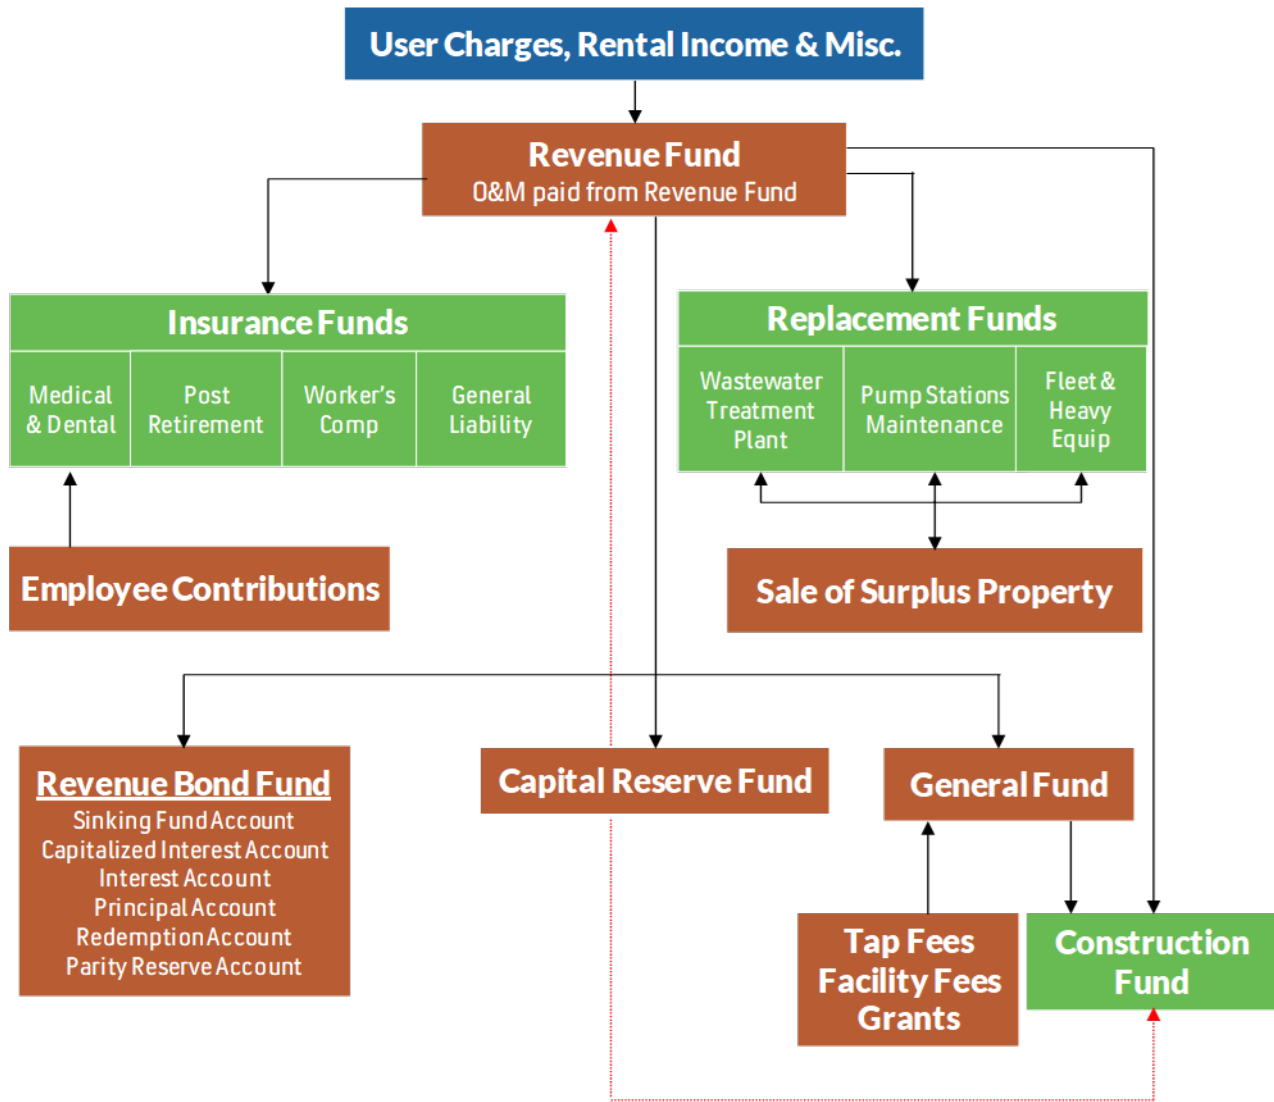 User Charges, Rental Income & Misc.
Revenue Fund
O&M paid from Revenue Fund
Insurance Funds
Medical
& Dental
Post
Retirement
Worker's
Comp
General
Liability
Replacement Funds
Wastewater
Treatment
Plant
Pump Stations
Maintenance
Fleet &
Heavy
Equip
Employee Contributions
Sale of Surplus Property
Revenue Bond Fund
Sinking Fund Account
Capitalized Interest Account
Interest Account
Principal Account
Redemption Account
Parity Reserve Account
Capital Reserve Fund
General Fund
Tap Fees
Facility Fees
Grants
Construction
Fund